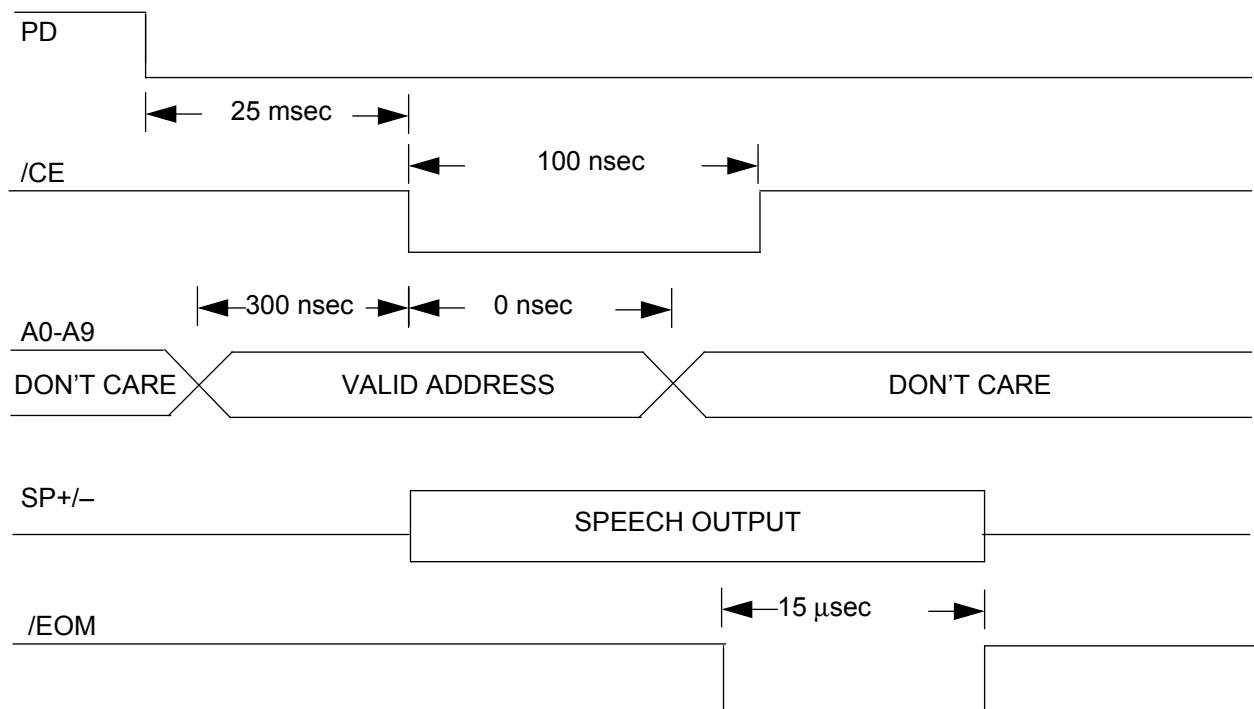 PD
25 msec
/CE
100 nsec
300 nsec
0 nsec
A0-A9
DON'T CARE
VALID ADDRESS
DON'T CARE
SP+/–
SPEECH OUTPUT
15 μsec
/EOM